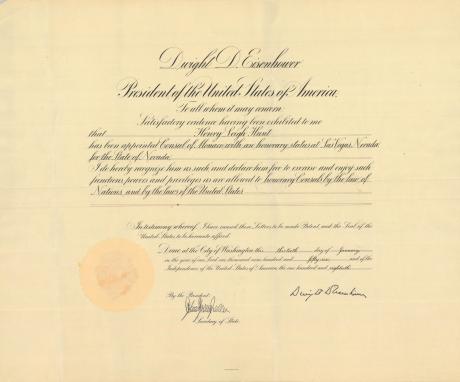 Dwight D. Eisenhower
President of the United States of America.
To all whom it may concern:
Satisfactory evidence having been exhibited to me
that Henry Leigh Hunt
has been appointed Consul of Monaco with an honorary status at Las Vegas, Nevada
for the State of Nevada,
I do hereby recognize him as such, and declare him free to exercise and enjoy such
functions, powers and privileges as are allowed to honorary Consuls by the law of
Nations, and by the laws of the United States
In testimony whereof, I have caused these Letters to be made Patent, and the Seal of the
United States to be hereunto affixed.
Done at the City of Washington this thirtieth day of January
in the year of our Lord one thousand nine hundred and fifty-six and of the
Independence of the United States of America, the one hundred and eightieth.
By the President:
Dwight D Eisenhower
John Foster Dulles
Secretary of State.